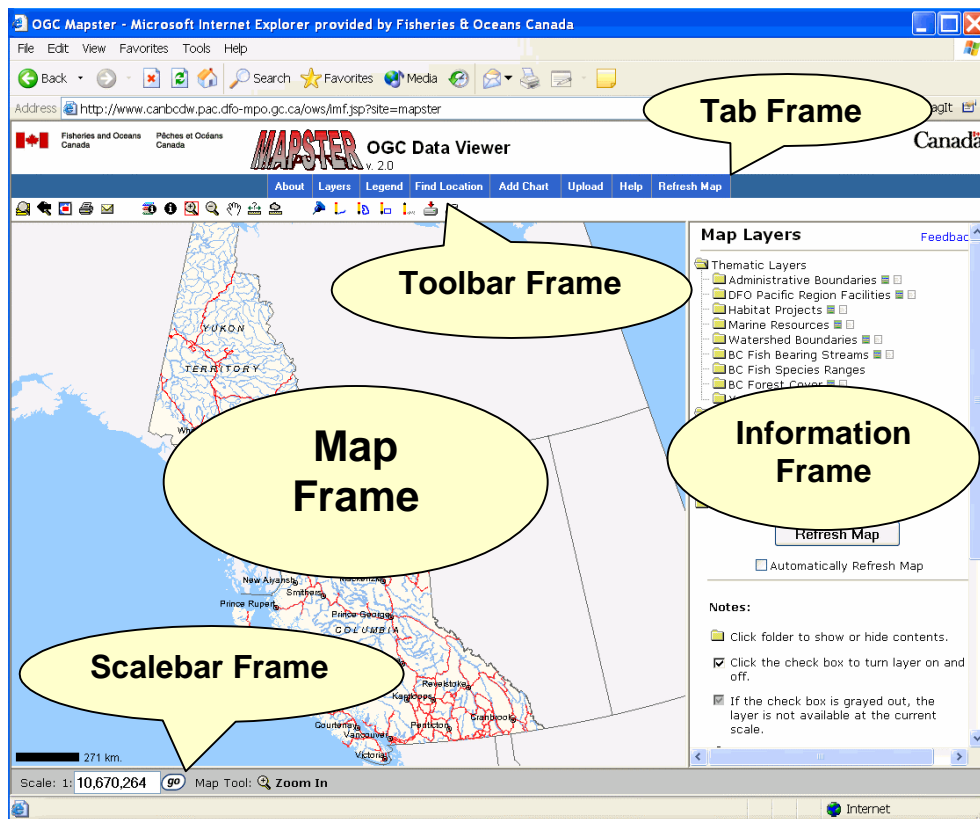 OGC Mapster - Microsoft Internet Explorer provided by Fisheries & Oceans Canada
File Edit View Favorites Tools Help
Back Search Favorites Media
Address http://www.canbcdw.pac.dfo-mpo.gc.ca/ows/imf.jsp?site=mapster
Tab Frame
Fisheries and Oceans Canada
Pêches et Océans Canada
MAPSTER v. 2.0
OGC Data Viewer
Canada
About Layers Legend Find Location Add Chart Upload Help Refresh Map
Toolbar Frame
Map Layers
Feedbac
Thematic Layers
Administrative Boundaries
DFO Pacific Region Facilities
Habitat Projects
Marine Resources
Watershed Boundaries
BC Fish Bearing Streams
BC Fish Species Ranges
BC Forest Cover
YUKON
TERRITORY
Map
Frame
Information
Frame
Refresh Map
Automatically Refresh Map
New Aiyansh
Smithers
Prince Rupert
Prince George
COLUMBIA
Notes:
Click folder to show or hide contents.
Click the check box to turn layer on and
off.
If the check box is grayed out, the
layer is not available at the current
scale.
Scalebar Frame
Revelstoke
Kamloops
Cranbrook
Courtenay
Penticton
Vancouver
Victoria
271 km.
Scale: 1: 10,670,264 go Map Tool: Zoom In
Internet